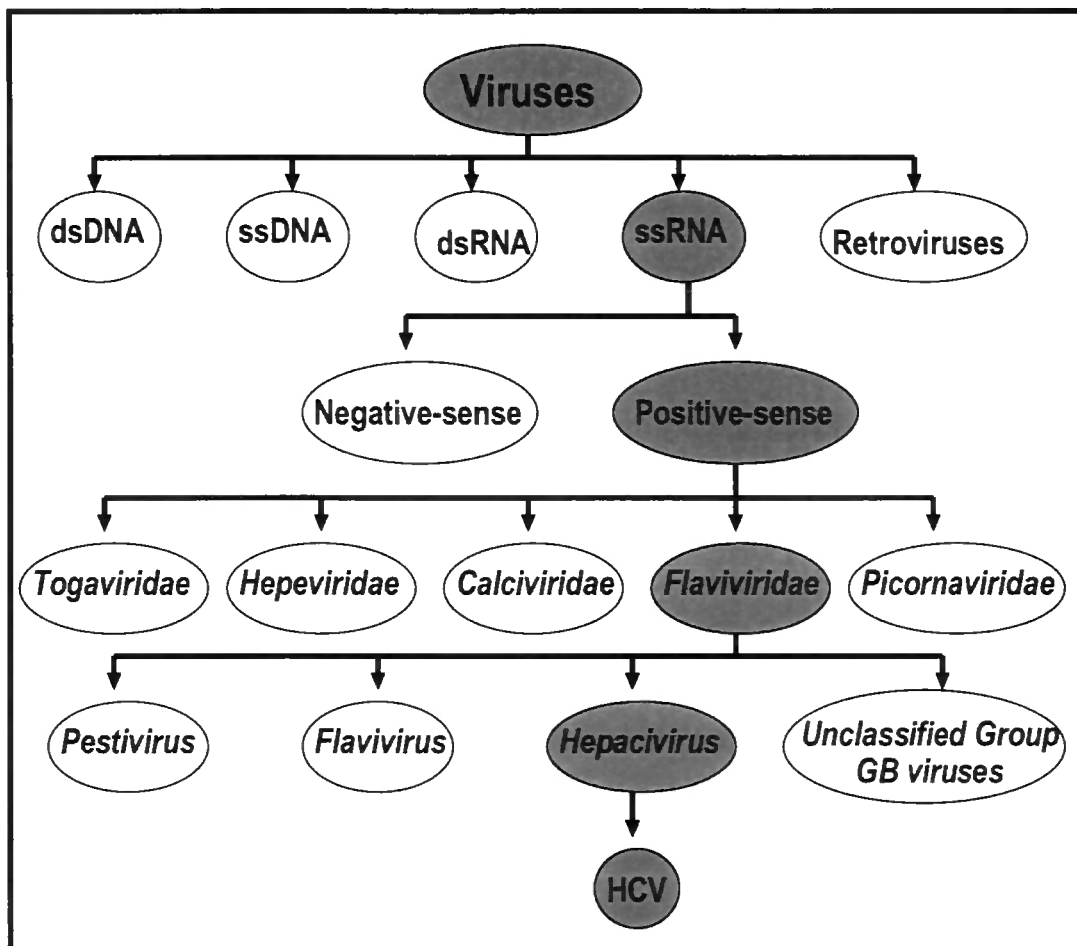 Viruses
dsDNA
ssDNA
dsRNA
ssRNA
Retroviruses
Negative-sense
Positive-sense
Togaviridae
Hepeviridae
Calciviridae
Flaviviridae
Picornaviridae
Pestivirus
Flavivirus
Hepacivirus
Unclassified Group
GB viruses
HCV